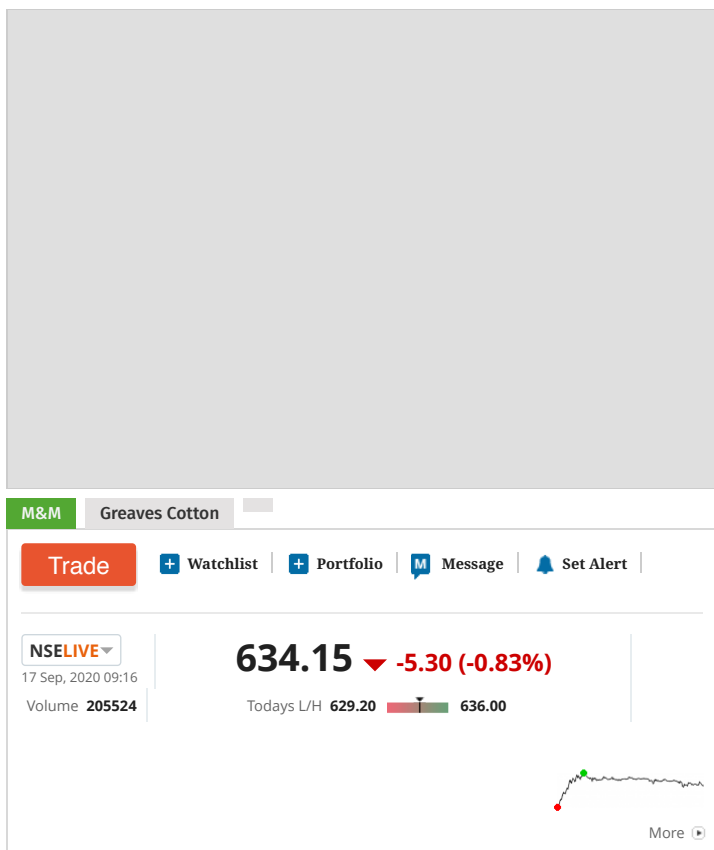 M&M Greaves Cotton
Trade Watchlist Portfolio M Message Set Alert
NSELIVE
634.15 -5.30 (-0.83%)
17 Sep, 2020 09:16
Volume 205524 Todays L/H 629.20 636.00
More